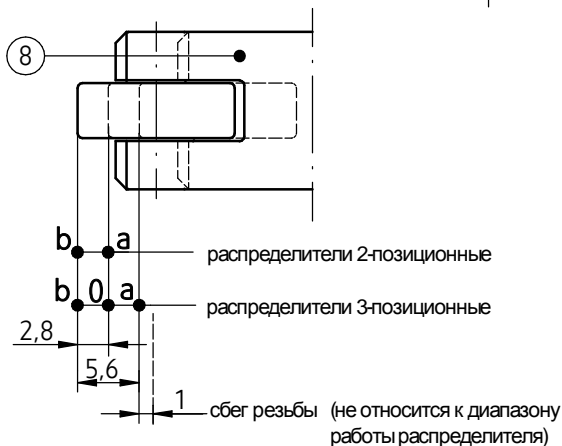 8
b a распределители 2-позиционные
b 0 a распределители 3-позиционные
2,8
5,6
1 сбег резьбы (не относится к диапазону
работы распределителя)